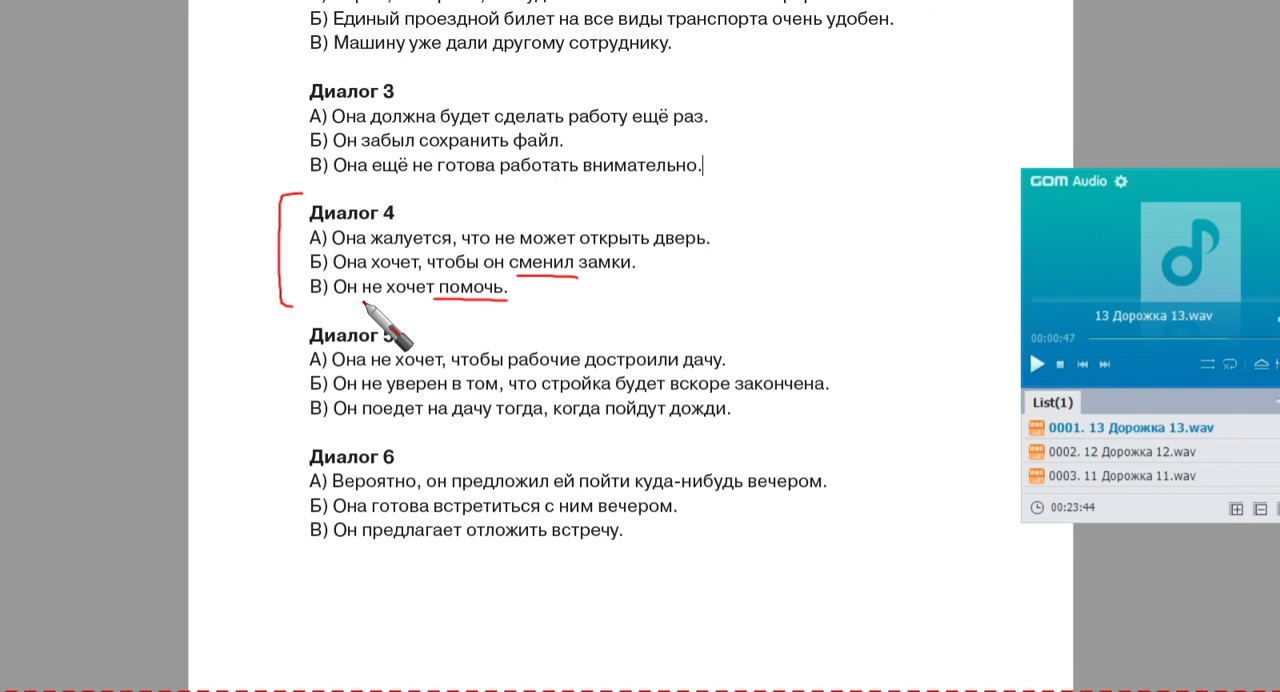 Б) Единый проездной билет на все виды транспорта очень удобен.
В) Машину уже дали другому сотруднику.
Диалог 3
А) Она должна будет сделать работу ещё раз.
Б) Он забыл сохранить файл.
В) Она ещё не готова работать внимательно.
Диалог 4
А) Она жалуется, что не может открыть дверь.
Б) Она хочет, чтобы он сменил замки.
В) Он не хочет помочь.
Диалог 5
А) Она не хочет, чтобы рабочие достроили дачу.
Б) Он не уверен в том, что стройка будет вскоре закончена.
В) Он поедет на дачу тогда, когда пойдут дожди.
Диалог 6
А) Вероятно, он предложил ей пойти куда-нибудь вечером.
Б) Она готова встретиться с ним вечером.
В) Он предлагает отложить встречу.
GOM Audio
13 Дорожка 13.wav
00:00:47
List(1)
0001. 13 Дорожка 13.wav
0002. 12 Дорожка 12.wav
0003. 11 Дорожка 11.wav
00:23:44